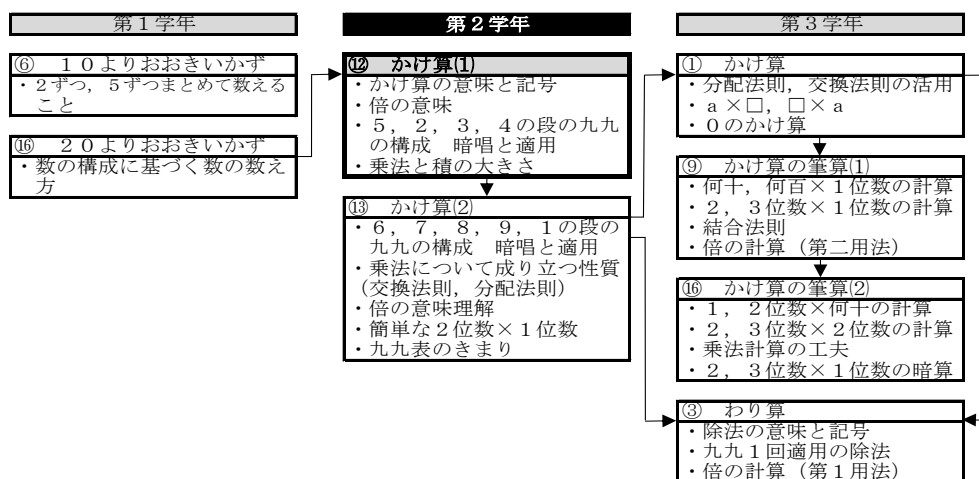 第１学年
⑥　１０よりおおきいかず
・２ずつ，５ずつまとめて数える
こと
⑯　２０よりおおきいかず
・数の構成に基づく数の数え
方
第２学年
⑫　かけ算⑴
・かけ算の意味と記号
・倍の意味
・５，２，３，４の段の九九
の構成　暗唱と適用
・乗法と積の大きさ
⑬　かけ算⑵
・６，７，８，９，１の段の
九九の構成　暗唱と適用
・乗法について成り立つ性質
（交換法則，分配法則）
・倍の意味理解
・簡単な２位数×１位数
・九九表のきまり
第３学年
①　かけ算
・分配法則，交換法則の活用
・ａ×□，□×ａ
・０のかけ算
⑨　かけ算の筆算⑴
・何十，何百×１位数の計算
・２，３位数×１位数の計算
・結合法則
・倍の計算（第二用法）
⑯　かけ算の筆算⑵
・１，２位数×何十の計算
・２，３位数×２位数の計算
・乗法計算の工夫
・２，３位数×１位数の暗算
③　わり算
・除法の意味と記号
・九九１回適用の除法
・倍の計算（第１用法）